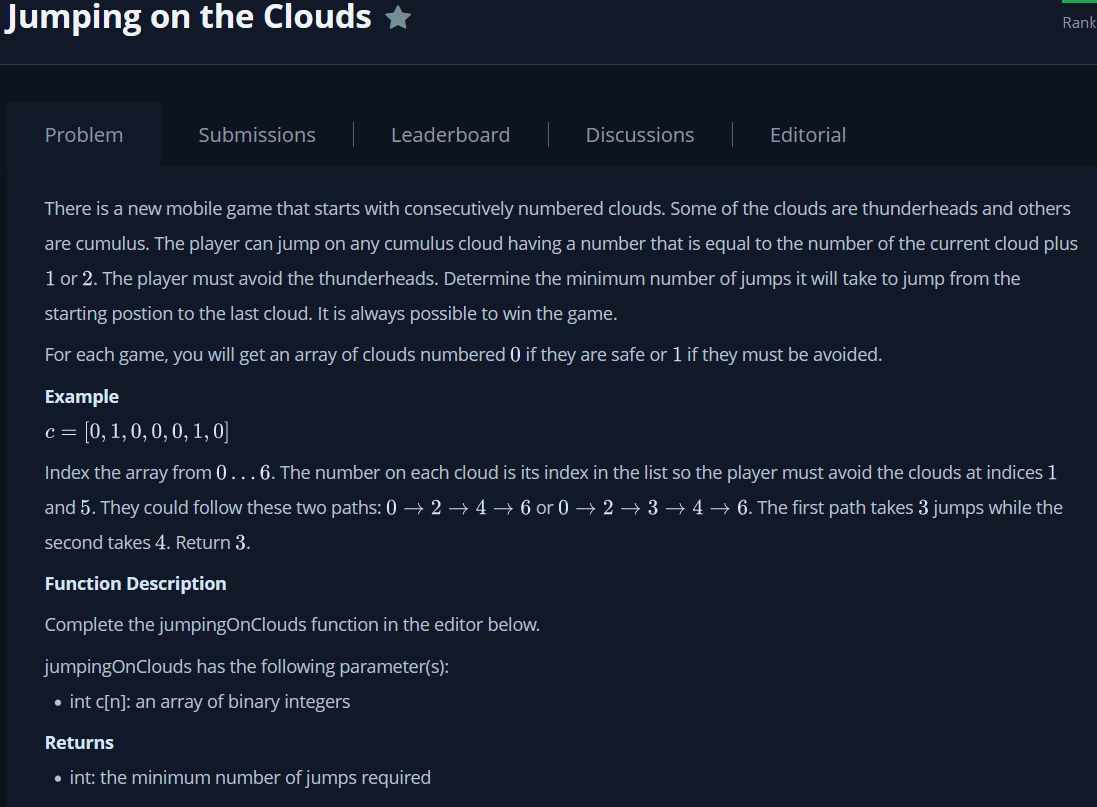 Jumping on the Clouds
Rank
Problem
Submissions
Leaderboard
Discussions
Editorial
There is a new mobile game that starts with consecutively numbered clouds. Some of the clouds are thunderheads and others
are cumulus. The player can jump on any cumulus cloud having a number that is equal to the number of the current cloud plus
1 or 2. The player must avoid the thunderheads. Determine the minimum number of jumps it will take to jump from the
starting postion to the last cloud. It is always possible to win the game.
For each game, you will get an array of clouds numbered 0 if they are safe or 1 if they must be avoided.
Example
c = [0, 1, 0, 0, 0, 1, 0]
Index the array from 0 . . . 6. The number on each cloud is its index in the list so the player must avoid the clouds at indices 1
and 5. They could follow these two paths: 0 → 2 → 4 → 6 or 0 → 2 → 3 → 4 → 6. The first path takes 3 jumps while the
second takes 4. Return 3.
Function Description
Complete the jumpingOnClouds function in the editor below.
jumpingOnClouds has the following parameter(s):
• int c[n]: an array of binary integers
Returns
• int: the minimum number of jumps required